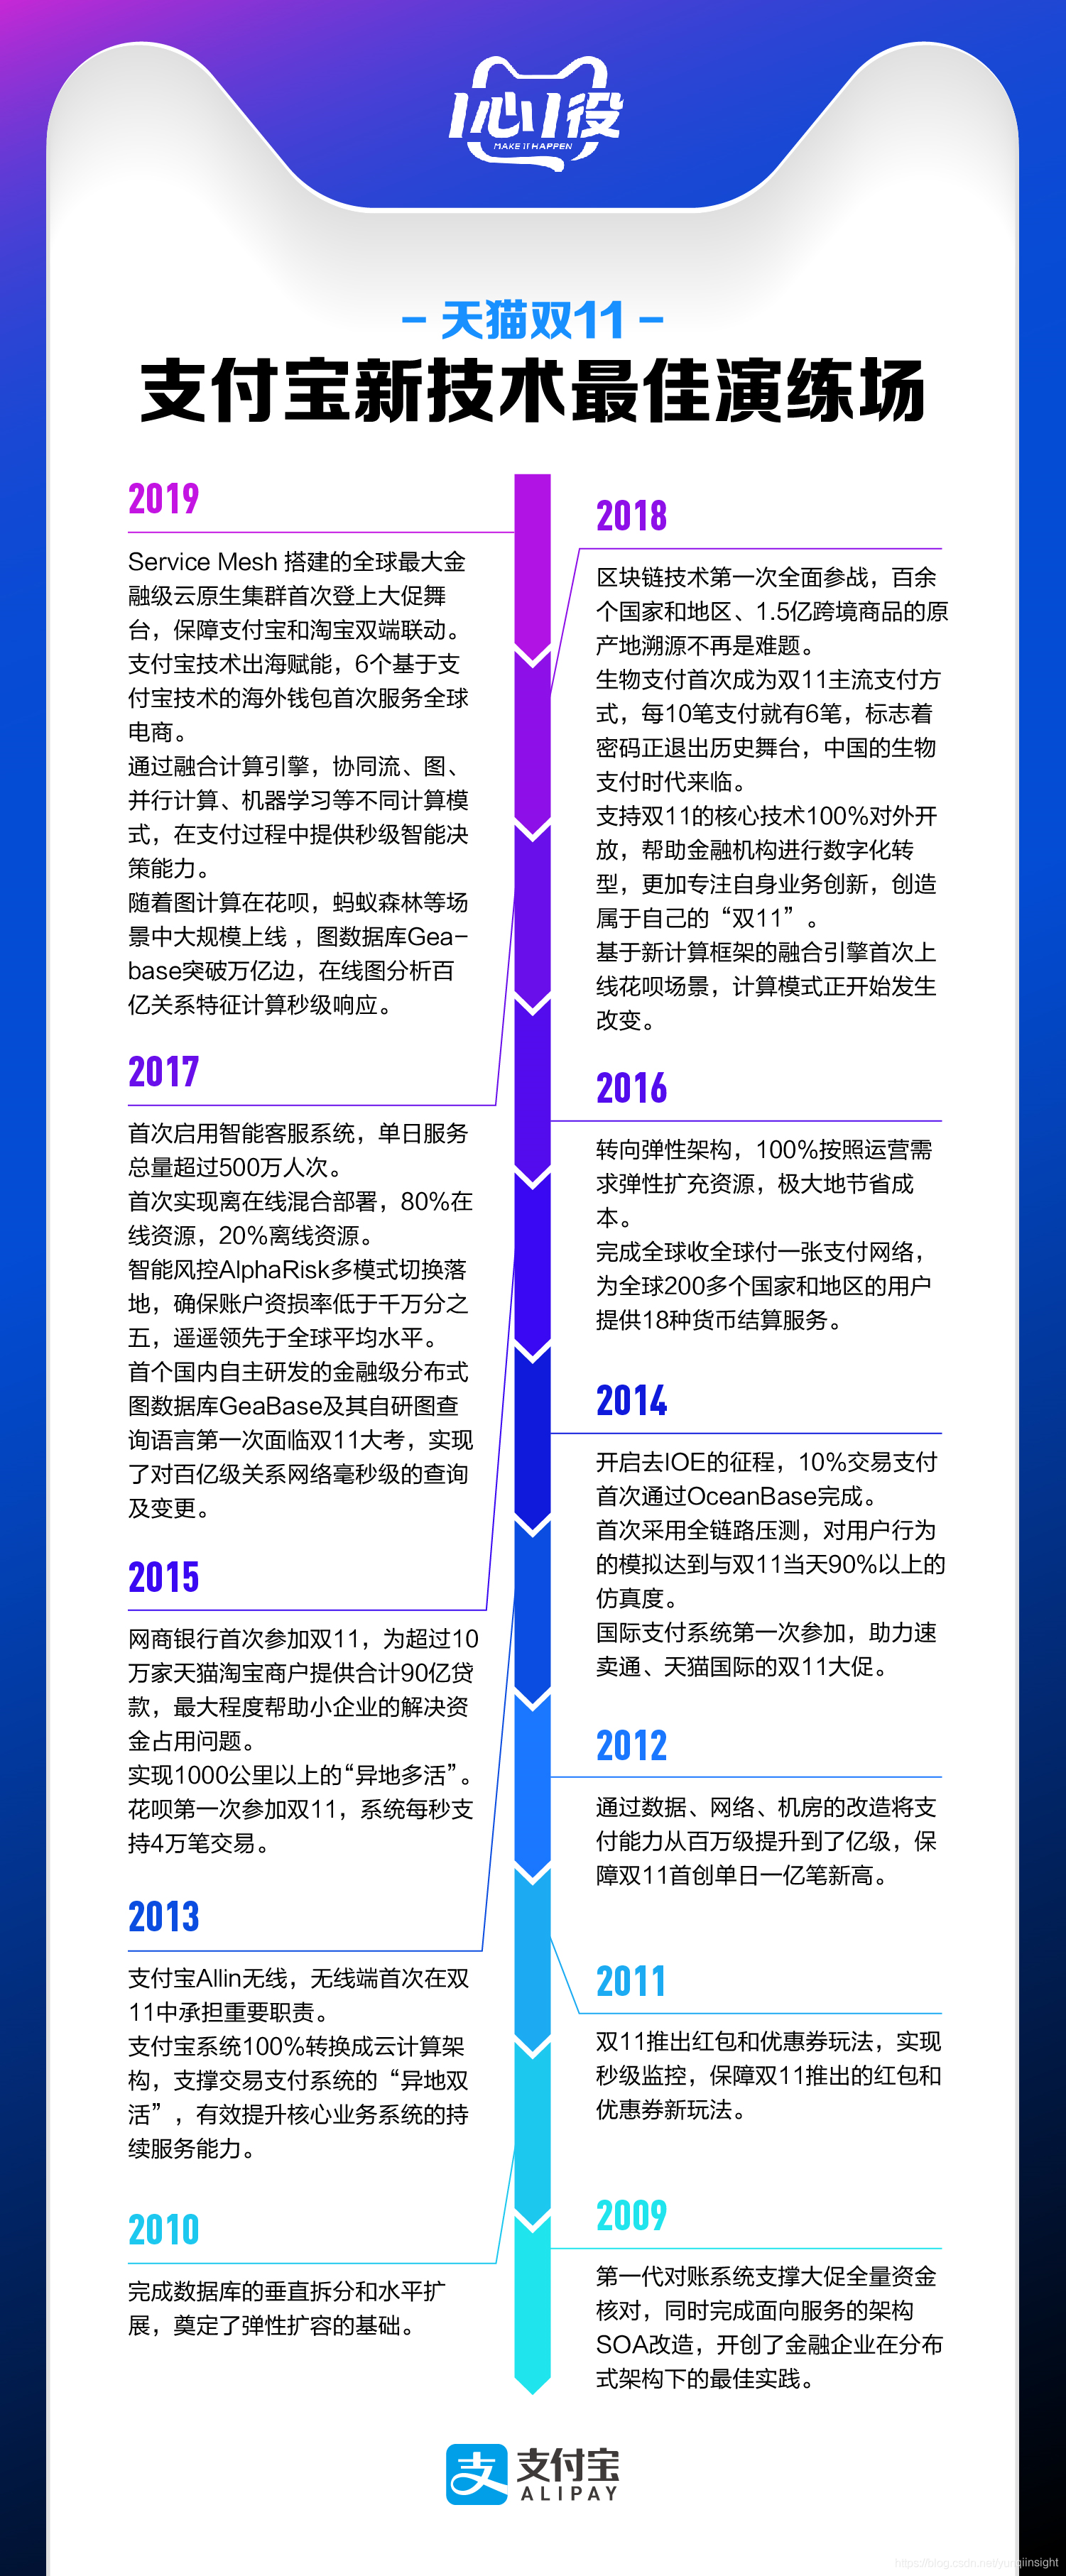 1心1役
MAKE IT HAPPEN
- 天猫双11 -
支付宝新技术最佳演练场
2019
Service Mesh 搭建的全球最大金
融级云原生集群首次登上大促舞
台，保障支付宝和淘宝双端联动。
支付宝技术出海赋能，6个基于支
付宝技术的海外钱包首次服务全球
电商。
通过融合计算引擎，协同流、图、
并行计算、机器学习等不同计算模
式，在支付过程中提供秒级智能决
策能力。
随着图计算在花呗，蚂蚁森林等场
景中大规模上线 ，图数据库Gea-
base突破万亿边，在线图分析百
亿关系特征计算秒级响应。
2018
区块链技术第一次全面参战，百余
个国家和地区、1.5亿跨境商品的原
产地溯源不再是难题。
生物支付首次成为双11主流支付方
式，每10笔支付就有6笔，标志着
密码正退出历史舞台，中国的生物
支付时代来临。
支持双11的核心技术100%对外开
放，帮助金融机构进行数字化转
型，更加专注自身业务创新，创造
属于自己的“双11”。
基于新计算框架的融合引擎首次上
线花呗场景，计算模式正开始发生
改变。
2017
首次启用智能客服系统，单日服务
总量超过500万人次。
首次实现离在线混合部署，80%在
线资源，20%离线资源。
智能风控AlphaRisk多模式切换落
地，确保账户资损率低于千万分之
五，遥遥领先于全球平均水平。
首个国内自主研发的金融级分布式
图数据库GeaBase及其自研图查
询语言第一次面临双11大考，实现
了对百亿级关系网络毫秒级的查询
及变更。
2016
转向弹性架构，100%按照运营需
求弹性扩充资源，极大地节省成
本。
完成全球收全球付一张支付网络，
为全球200多个国家和地区的用户
提供18种货币结算服务。
2015
网商银行首次参加双11，为超过10
万家天猫淘宝商户提供合计90亿贷
款，最大程度帮助小企业的解决资
金占用问题。
实现1000公里以上的“异地多活”。
花呗第一次参加双11，系统每秒支
持4万笔交易。
2014
开启去IOE的征程，10%交易支付
首次通过OceanBase完成。
首次采用全链路压测，对用户行为
的模拟达到与双11当天90%以上的
仿真度。
国际支付系统第一次参加，助力速
卖通、天猫国际的双11大促。
2013
支付宝Allin无线，无线端首次在双
11中承担重要职责。
支付宝系统100%转换成云计算架
构，支撑交易支付系统的“异地双
活”，有效提升核心业务系统的持
续服务能力。
2012
通过数据、网络、机房的改造将支
付能力从百万级提升到了亿级，保
障双11首创单日一亿笔新高。
2011
双11推出红包和优惠券玩法，实现
秒级监控，保障双11推出的红包和
优惠券新玩法。
2010
完成数据库的垂直拆分和水平扩
展，奠定了弹性扩容的基础。
2009
第一代对账系统支撑大促全量资金
核对，同时完成面向服务的架构
SOA改造，开创了金融企业在分布
式架构下的最佳实践。
支
支付宝
ALIPAY
https://blog.csdn.net/yunqiinsight